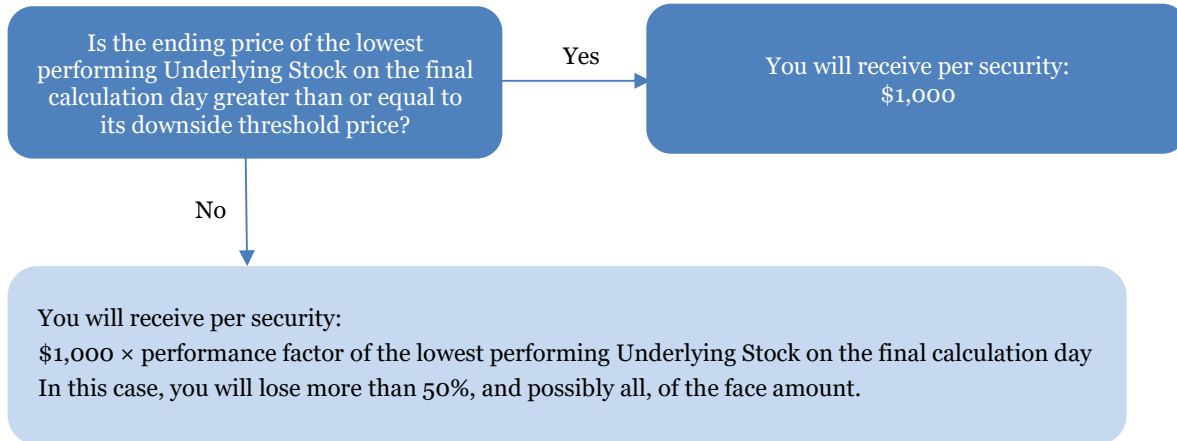 Is the ending price of the lowest
performing Underlying Stock on the final
calculation day greater than or equal to
its downside threshold price?
Yes
You will receive per security:
$1,000
No
You will receive per security:
$1,000 × performance factor of the lowest performing Underlying Stock on the final calculation day
In this case, you will lose more than 50%, and possibly all, of the face amount.